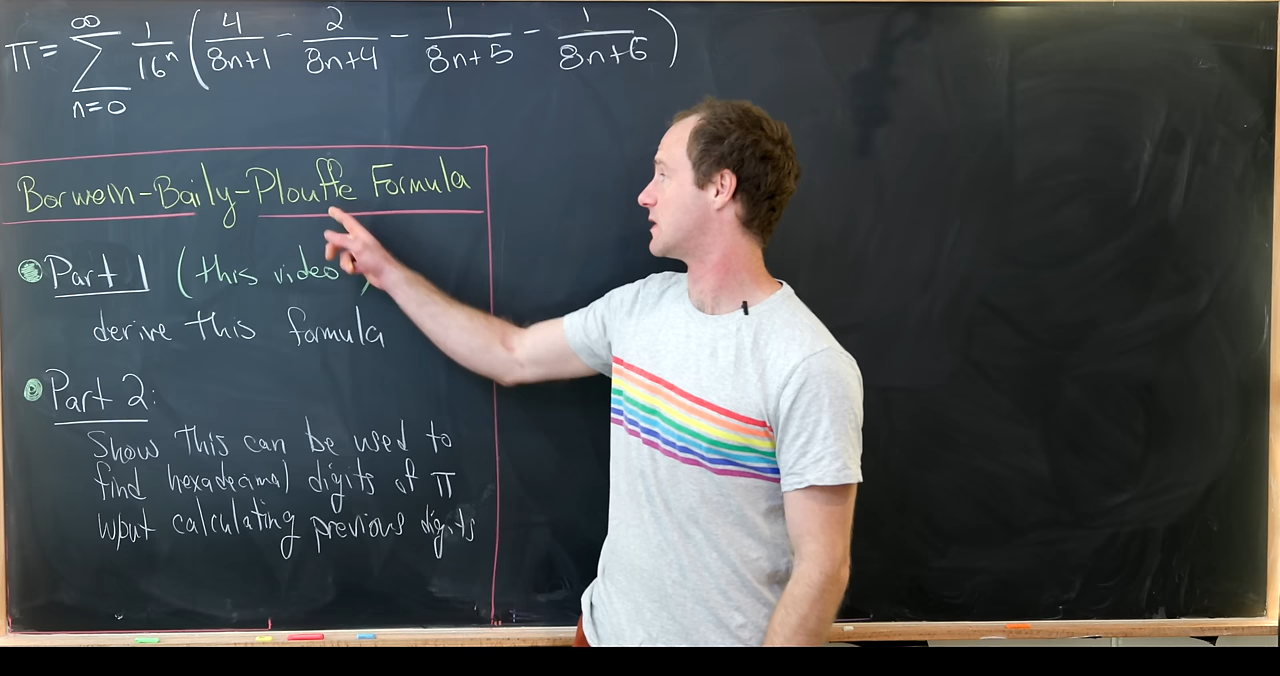 π = ∞∑n=0 1/16ⁿ (4/8n+1 - 2/8n+4 - 1/8n+5 - 1/8n+6)
Borwein-Baily-Plouffe Formula
Part 1 (this video)
derive this formula
Part 2:
Show this can be used to
find hexadecimal digits of π
w/out calculating previous digits